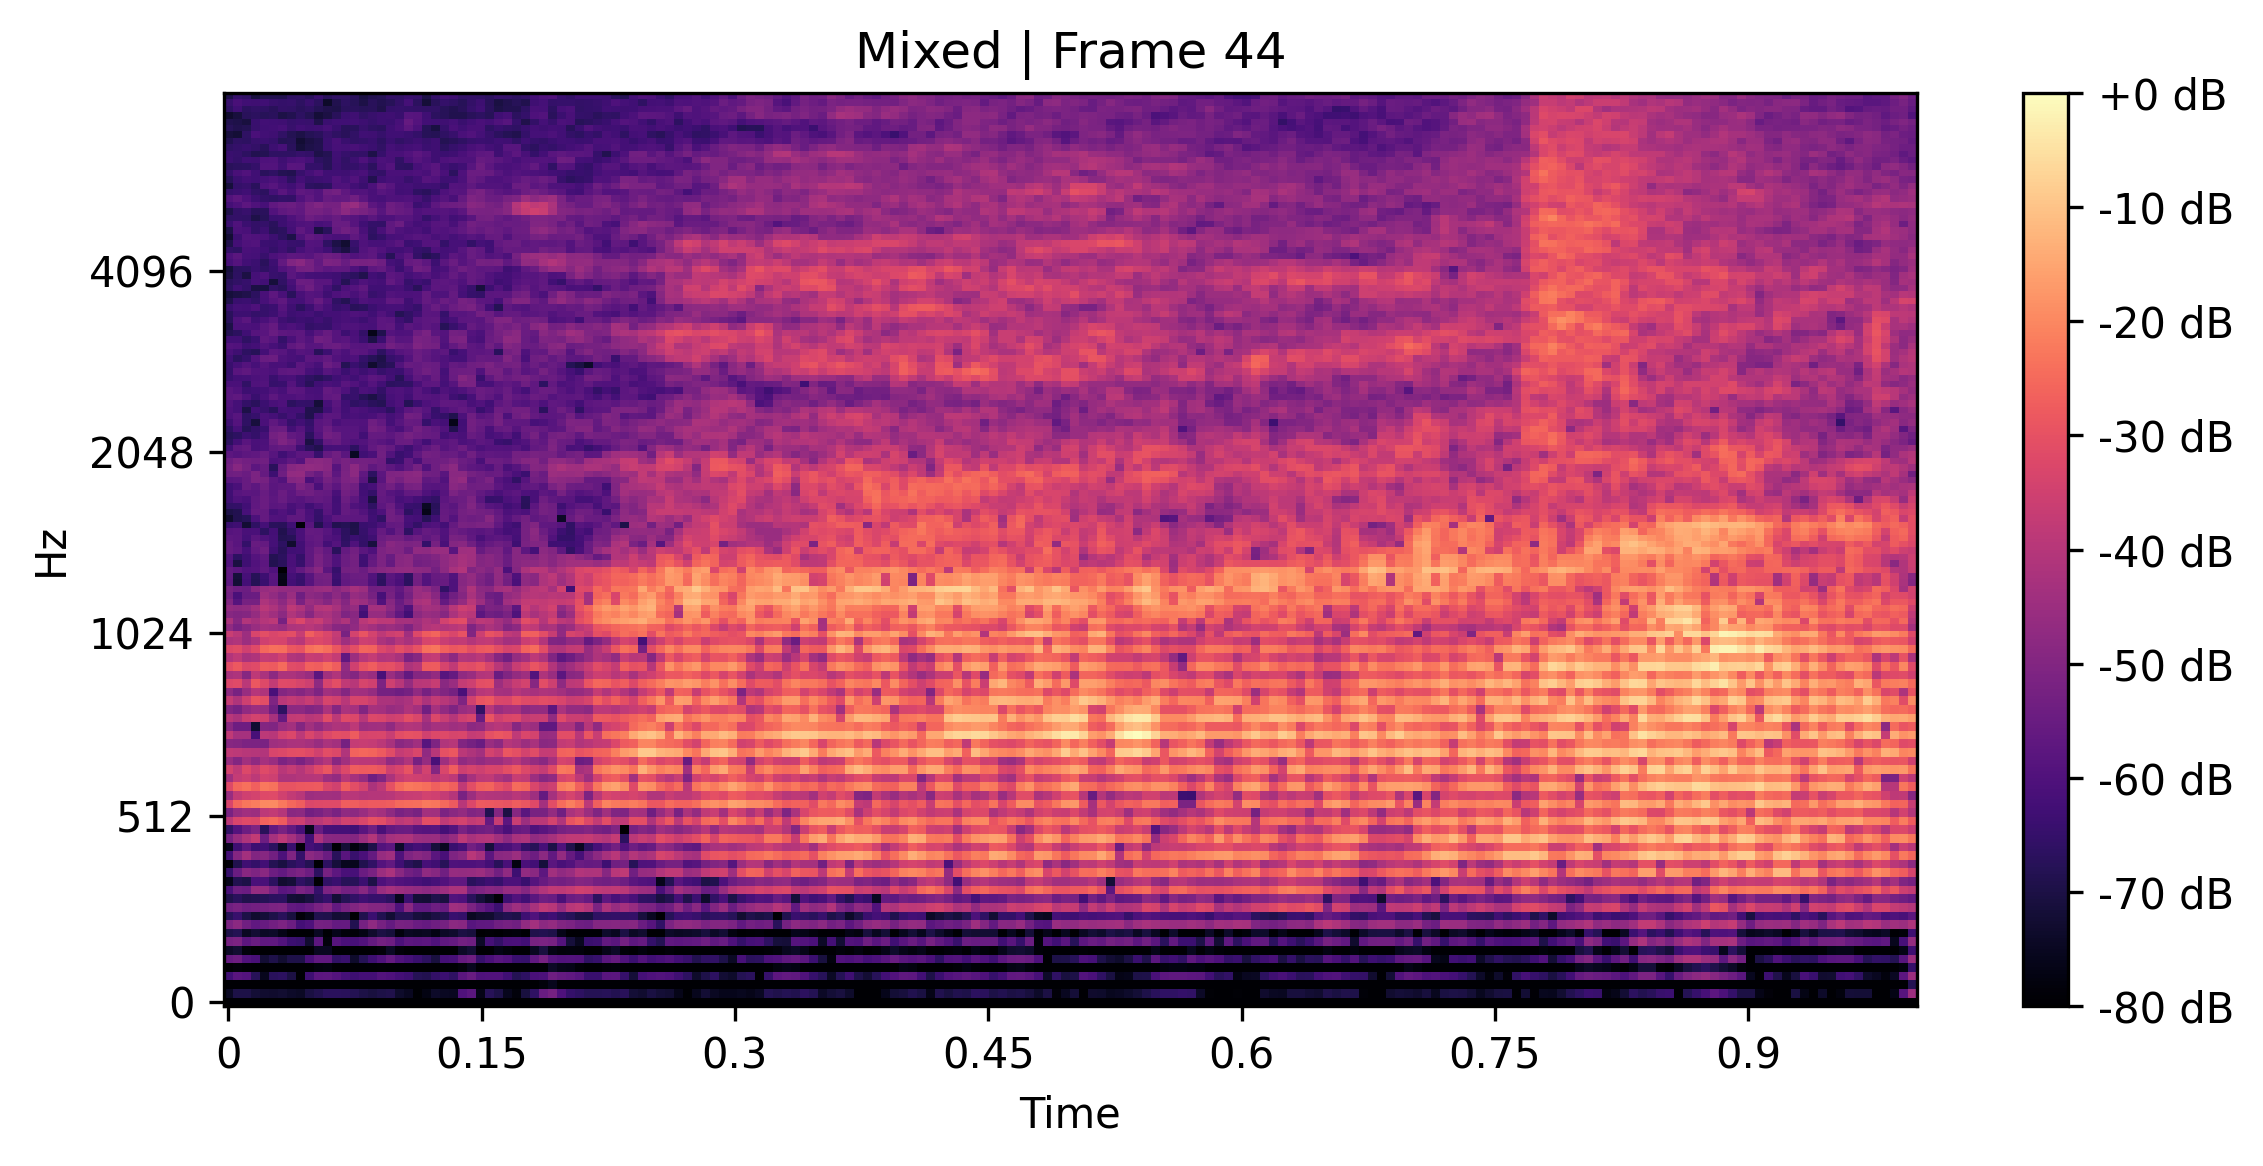 Mixed | Frame 44
+0 dB
-10 dB
-20 dB
-30 dB
-40 dB
-50 dB
-60 dB
-70 dB
-80 dB
Hz
4096
2048
1024
512
0
0 0.15 0.3 0.45 0.6 0.75 0.9
Time